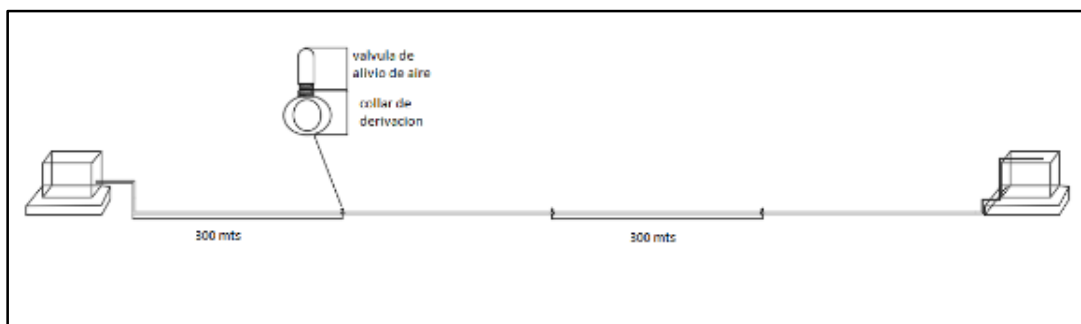 valvula de
alivio de aire
collar de
derivacion
300 mts
300 mts